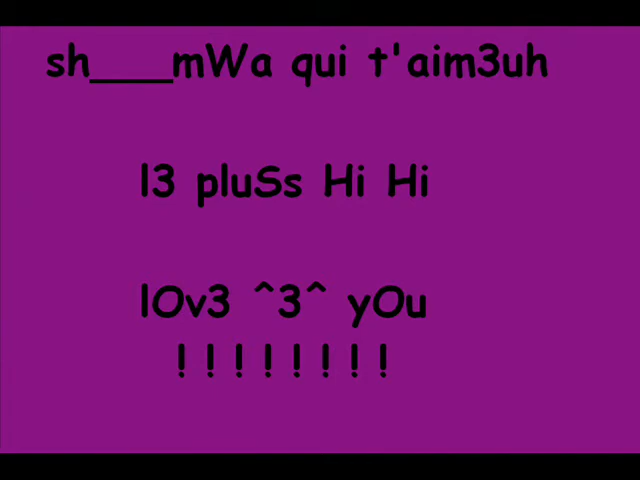 sh___mWa qui t'aim3uh
l3 pluSs Hi Hi
lOv3 ^3^ yOu
! ! ! ! ! ! ! !